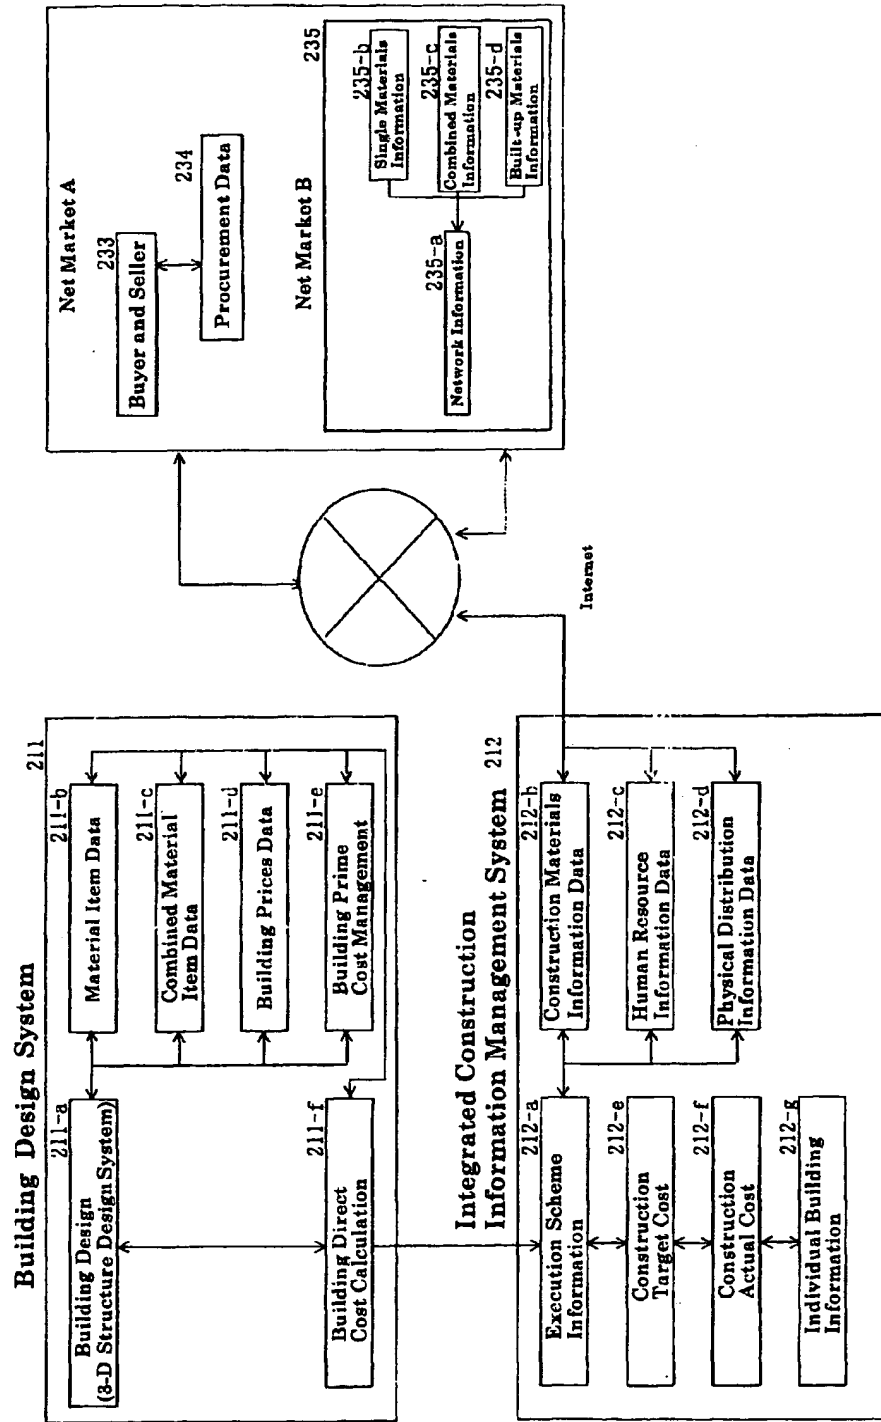 Building Design System
211
211-a
Building Design
(3-D Structure Design System)
211-b
Material Item Data
211-c
Combined Material
Item Data
211-d
Building Prices Data
211-e
Building Prime
Cost Management
211-f
Building Direct
Cost Calculation
Integrated Construction
Information Management System
212
212-a
Execution Scheme
Information
212-b
Construction Materials
Information Data
212-c
Human Resource
Information Data
212-d
Physical Distribution
Information Data
212-e
Construction
Target Cost
212-f
Construction
Actual Cost
212-g
Individual Building
Information
Internet
Net Market A
233
Buyer and Seller
234
Procurement Data
Net Market B
235
235-a
Network Information
235-b
Single Materials
Information
235-c
Combined Materials
Information
235-d
Built-up Materials
Information